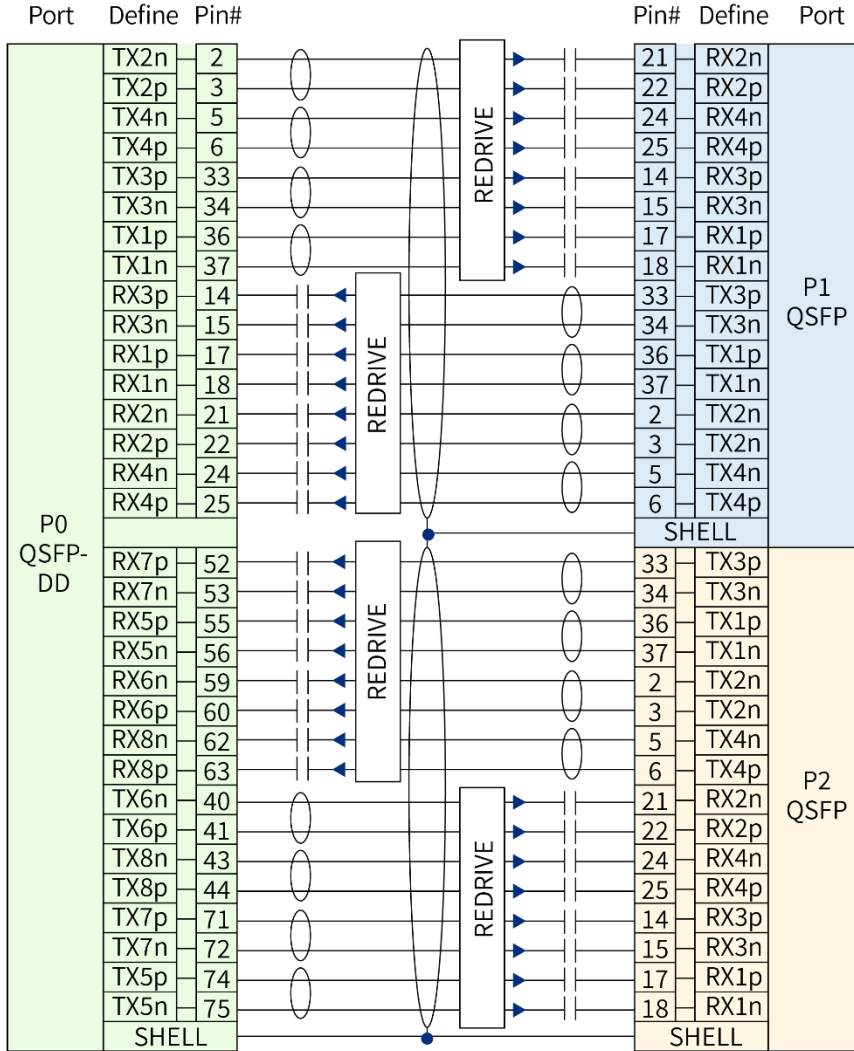 Port Define Pin# Pin# Define Port
TX2n 2 21 RX2n
TX2p 3 22 RX2p
TX4n 5 24 RX4n
TX4p 6 25 RX4p
TX3p 33 14 RX3p
TX3n 34 15 RX3n
TX1p 36 17 RX1p
TX1n 37 18 RX1n
REDRIVE
RX3p 14 33 TX3p
RX3n 15 34 TX3n
RX1p 17 36 TX1p
RX1n 18 37 TX1n
RX2n 21 2 TX2n
RX2p 22 3 TX2n
RX4n 24 5 TX4n
RX4p 25 6 TX4p
REDRIVE
P1
QSFP
SHELL
P0
QSFP-
DD
RX7p 52 33 TX3p
RX7n 53 34 TX3n
RX5p 55 36 TX1p
RX5n 56 37 TX1n
RX6n 59 2 TX2n
RX6p 60 3 TX2n
RX8n 62 5 TX4n
RX8p 63 6 TX4p
REDRIVE
P2
QSFP
TX6n 40 21 RX2n
TX6p 41 22 RX2p
TX8n 43 24 RX4n
TX8p 44 25 RX4p
TX7p 71 14 RX3p
TX7n 72 15 RX3n
TX5p 74 17 RX1p
TX5n 75 18 RX1n
REDRIVE
SHELL SHELL